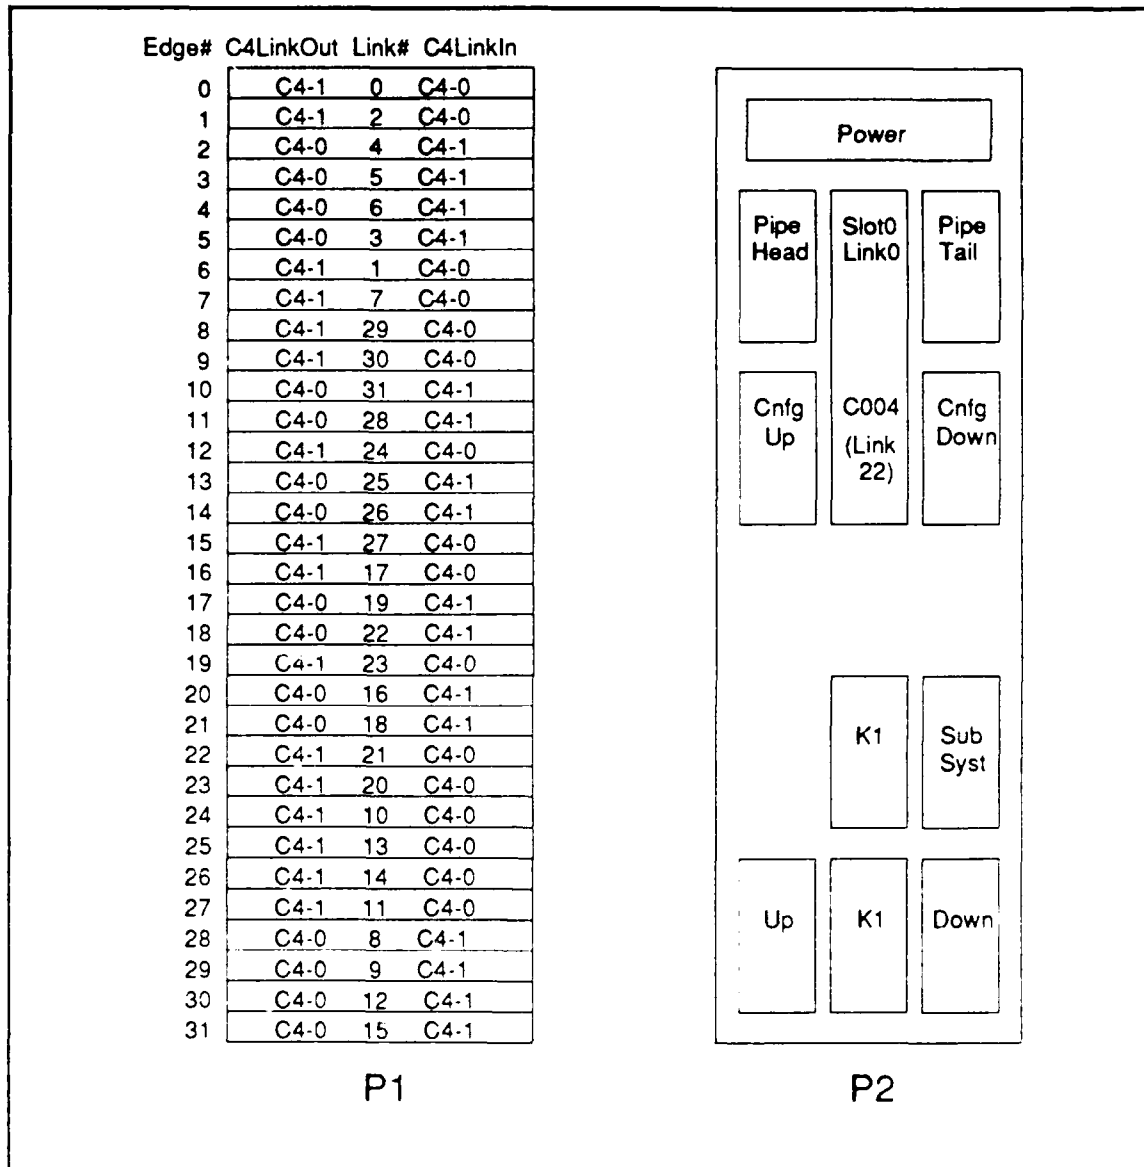 Edge# C4LinkOut Link# C4LinkIn
0 C4-1 0 C4-0
1 C4-1 2 C4-0
2 C4-0 4 C4-1
3 C4-0 5 C4-1
4 C4-0 6 C4-1
5 C4-0 3 C4-1
6 C4-1 1 C4-0
7 C4-1 7 C4-0
8 C4-1 29 C4-0
9 C4-1 30 C4-0
10 C4-0 31 C4-1
11 C4-0 28 C4-1
12 C4-1 24 C4-0
13 C4-0 25 C4-1
14 C4-0 26 C4-1
15 C4-1 27 C4-0
16 C4-1 17 C4-0
17 C4-0 19 C4-1
18 C4-0 22 C4-1
19 C4-1 23 C4-0
20 C4-0 16 C4-1
21 C4-0 18 C4-1
22 C4-1 21 C4-0
23 C4-1 20 C4-0
24 C4-1 10 C4-0
25 C4-1 13 C4-0
26 C4-1 14 C4-0
27 C4-1 11 C4-0
28 C4-0 8 C4-1
29 C4-0 9 C4-1
30 C4-0 12 C4-1
31 C4-0 15 C4-1
P1
Power
Pipe
Head
Slot0
Link0
Pipe
Tail
Cnfg
Up
C004
(Link
22)
Cnfg
Down
K1
Sub
Syst
Up
K1
Down
P2